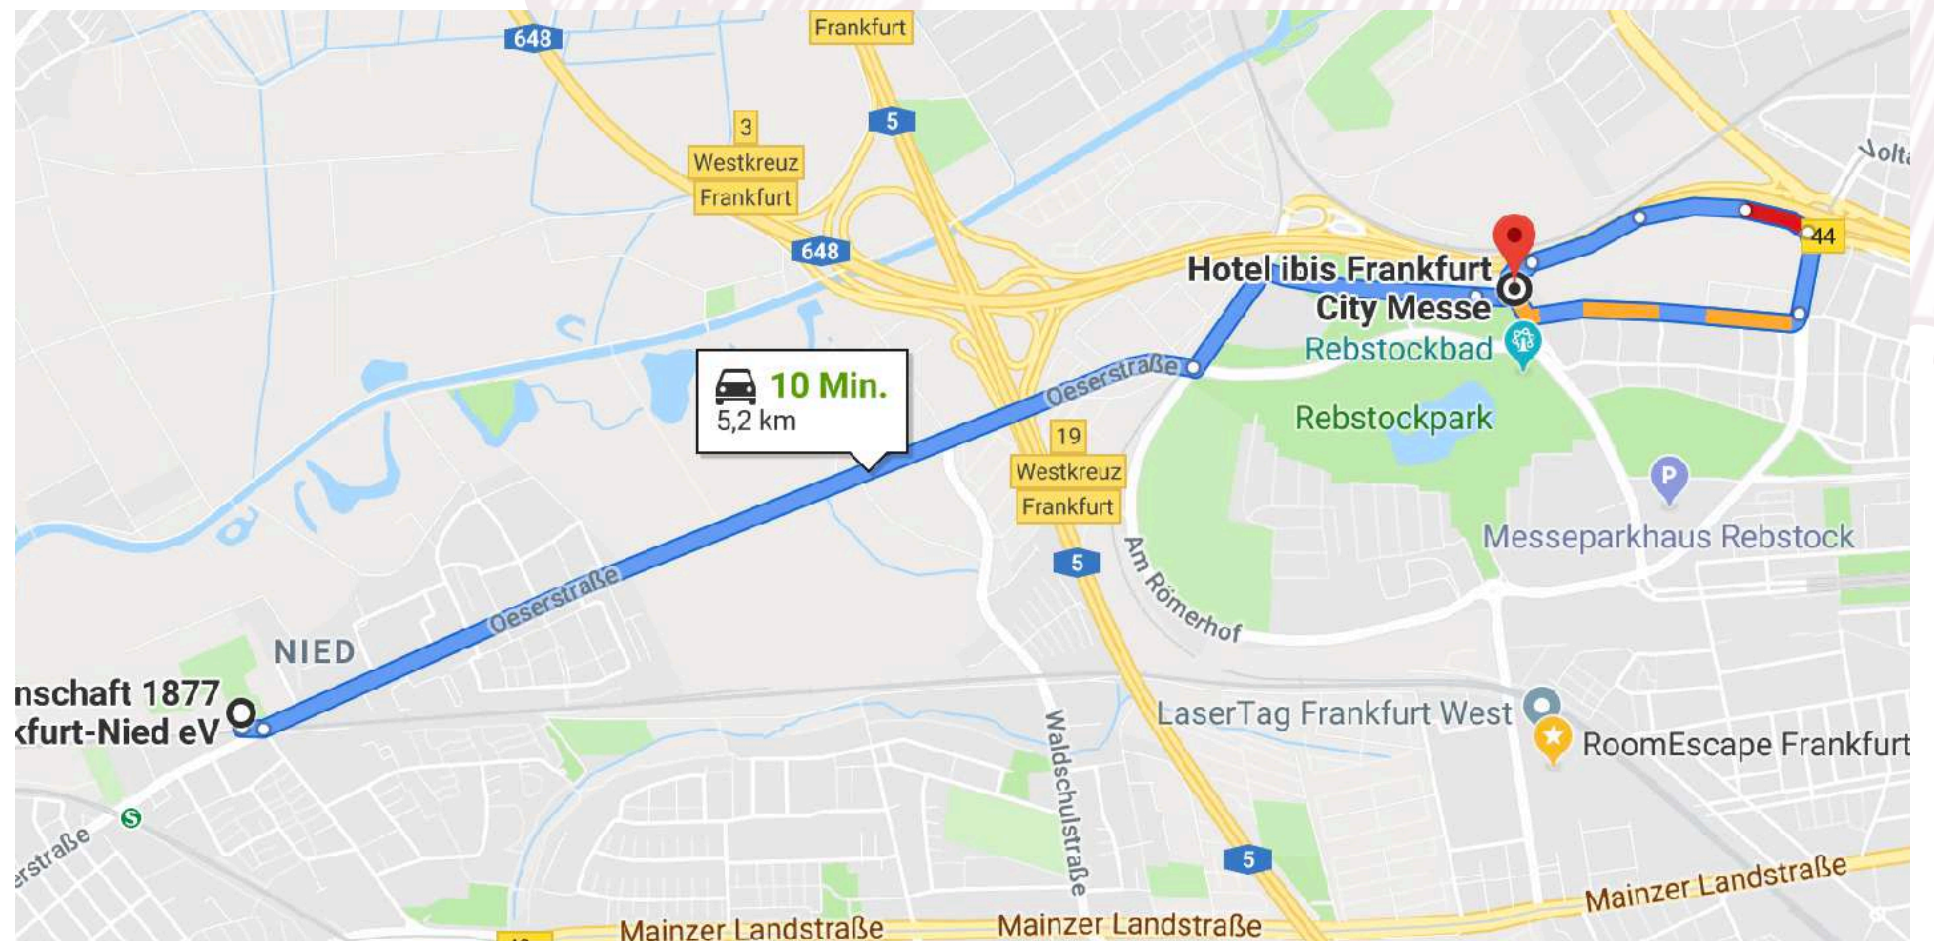 648
Frankfurt
5
3
Westkreuz
Frankfurt
648
44
Hotel ibis Frankfurt
City Messe
Rebstockbad
Oeserstraße
10 Min.
5,2 km
Rebstockpark
19
Westkreuz
Frankfurt
P
Messeparkhaus Rebstock
5
Am Römerhof
Oeserstraße
NIED
nschaft 1877
kfurt-Nied eV
LaserTag Frankfurt West
RoomEscape Frankfurt
Waldschulstraße
S
erstraße
5
Mainzer Landstraße
Mainzer Landstraße
Mainzer Landstraße